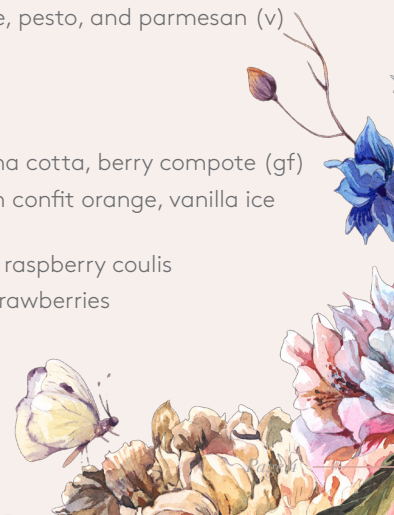 e, pesto, and parmesan (v)
na cotta, berry compote (gf)
n confit orange, vanilla ice
raspberry coulis
rawberries